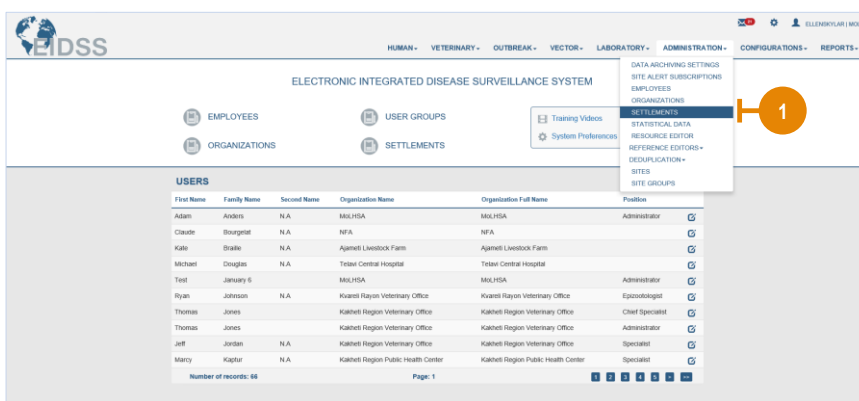 EIDSS
ELLENSKYLAR | MOL
HUMAN VETERINARY OUTBREAK VECTOR LABORATORY ADMINISTRATION CONFIGURATIONS REPORTS
DATA ARCHIVING SETTINGS
SITE ALERT SUBSCRIPTIONS
EMPLOYEES
ORGANIZATIONS
SETTLEMENTS
STATISTICAL DATA
RESOURCE EDITOR
REFERENCE EDITORS
DEDUPLICATION
SITES
SITE GROUPS
1
ELECTRONIC INTEGRATED DISEASE SURVEILLANCE SYSTEM
EMPLOYEES USER GROUPS Training Videos
ORGANIZATIONS SETTLEMENTS System Preferences
USERS
First Name Family Name Second Name Organization Name Organization Full Name Position
Adam Anders N.A MoLHSA MoLHSA Administrator
Claude Bourgelat N.A NFA NFA
Kate Braille N.A Ajameti Livestock Farm Ajameti Livestock Farm
Michael Douglas N.A Telavi Central Hospital Telavi Central Hospital
Test January 6 MoLHSA MoLHSA Administrator
Ryan Johnson N.A Kvareli Rayon Veterinary Office Kvareli Rayon Veterinary Office Epizootologist
Thomas Jones Kakheti Region Veterinary Office Kakheti Region Veterinary Office Chief Specialist
Thomas Jones Kakheti Region Veterinary Office Kakheti Region Veterinary Office Administrator
Jeff Jordan N.A Kakheti Region Veterinary Office Kakheti Region Veterinary Office Specialist
Marcy Kaptur N.A Kakheti Region Public Health Center Kakheti Region Public Health Center Specialist
Number of records: 66 Page: 1 1 2 3 4 5 > >>